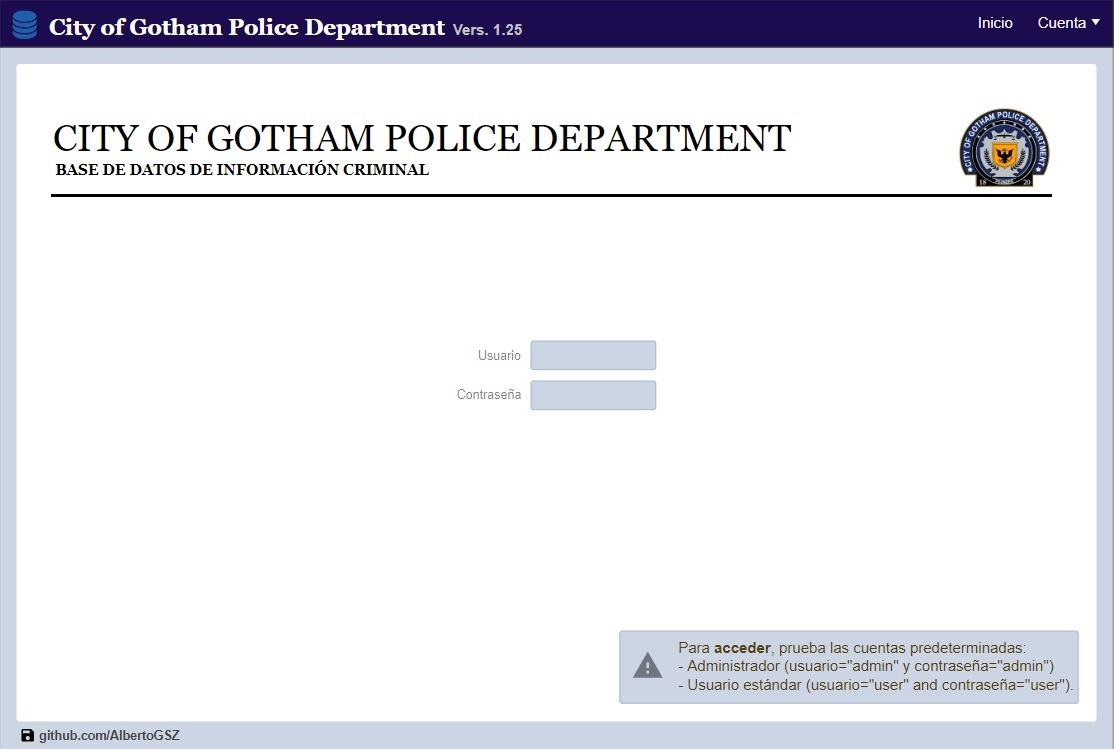 City of Gotham Police Department Vers. 1.25
Inicio Cuenta
CITY OF GOTHAM POLICE DEPARTMENT
BASE DE DATOS DE INFORMACIÓN CRIMINAL
CITY OF GOTHAM POLICE DEPARTMENT
18 FOUNDED 20
Usuario
Contraseña
Para acceder, prueba las cuentas predeterminadas:
- Administrador (usuario="admin" y contraseña="admin")
- Usuario estándar (usuario="user" and contraseña="user").
github.com/AlbertoGSZ